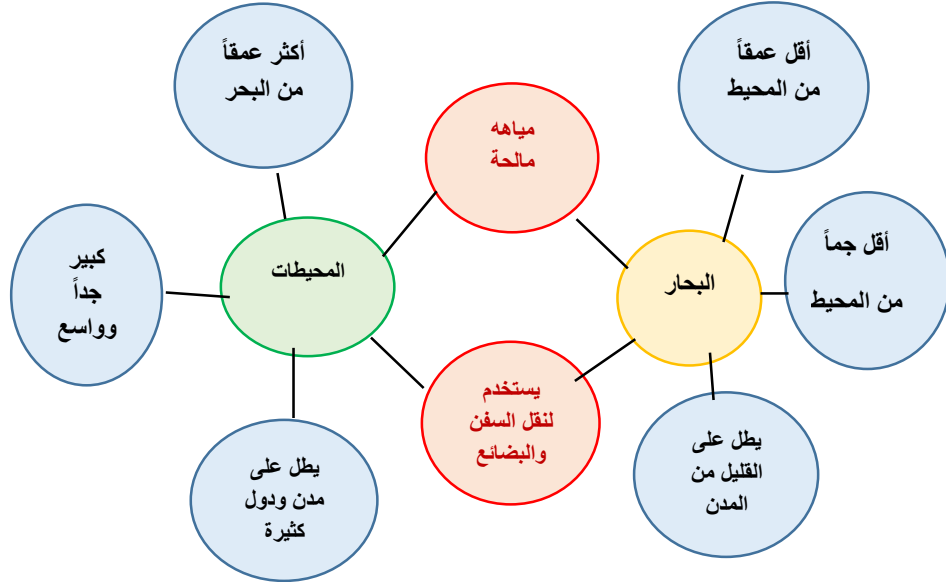 أقل عمقاً
من المحيط
أكثر عمقاً
من البحر
مياهه
مالحة
أقل جماً
من المحيط
البحار
المحيطات
كبير
جداً
وواسع
يستخدم
لنقل السفن
والبضائع
يطل على
القليل من
المدن
يطل على
مدن ودول
كثيرة